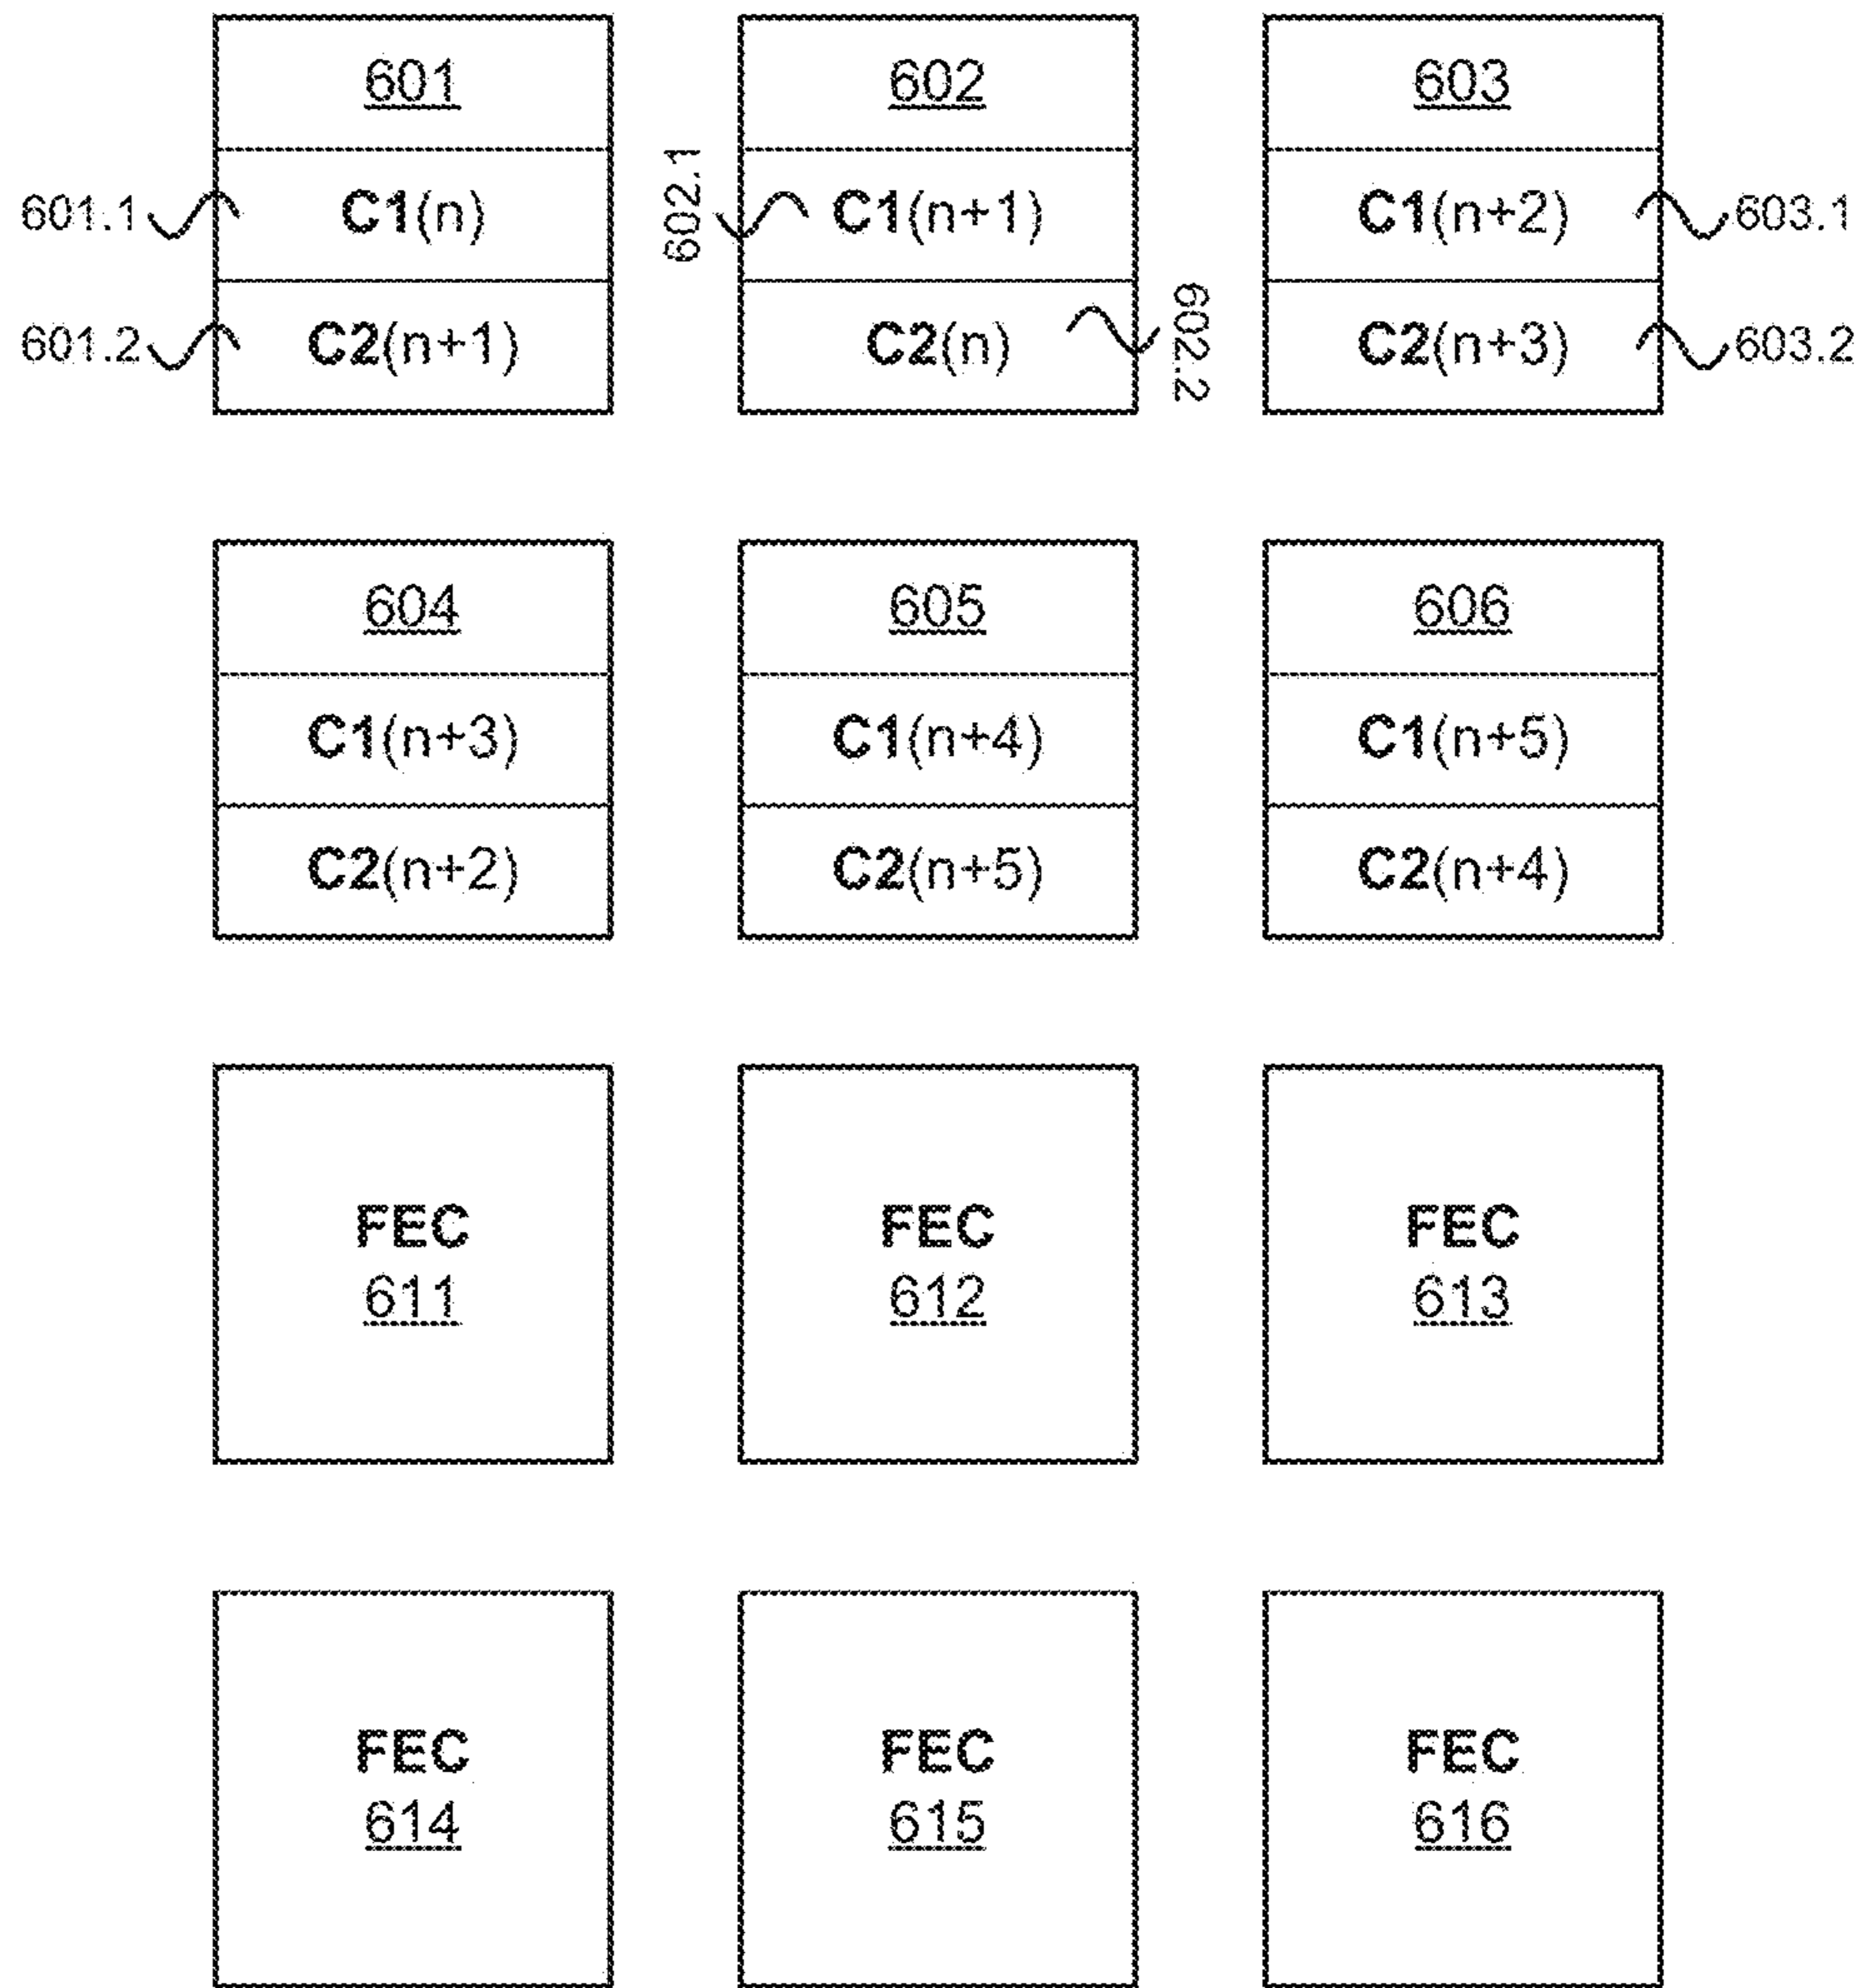 601 602 603
601.1 C1(n) 602.1 C1(n+1) C1(n+2) 603.1
601.2 C2(n+1) C2(n) 602.2 C2(n+3) 603.2
604 605 606
C1(n+3) C1(n+4) C1(n+5)
C2(n+2) C2(n+5) C2(n+4)
FEC FEC FEC
611 612 613
FEC FEC FEC
614 615 616